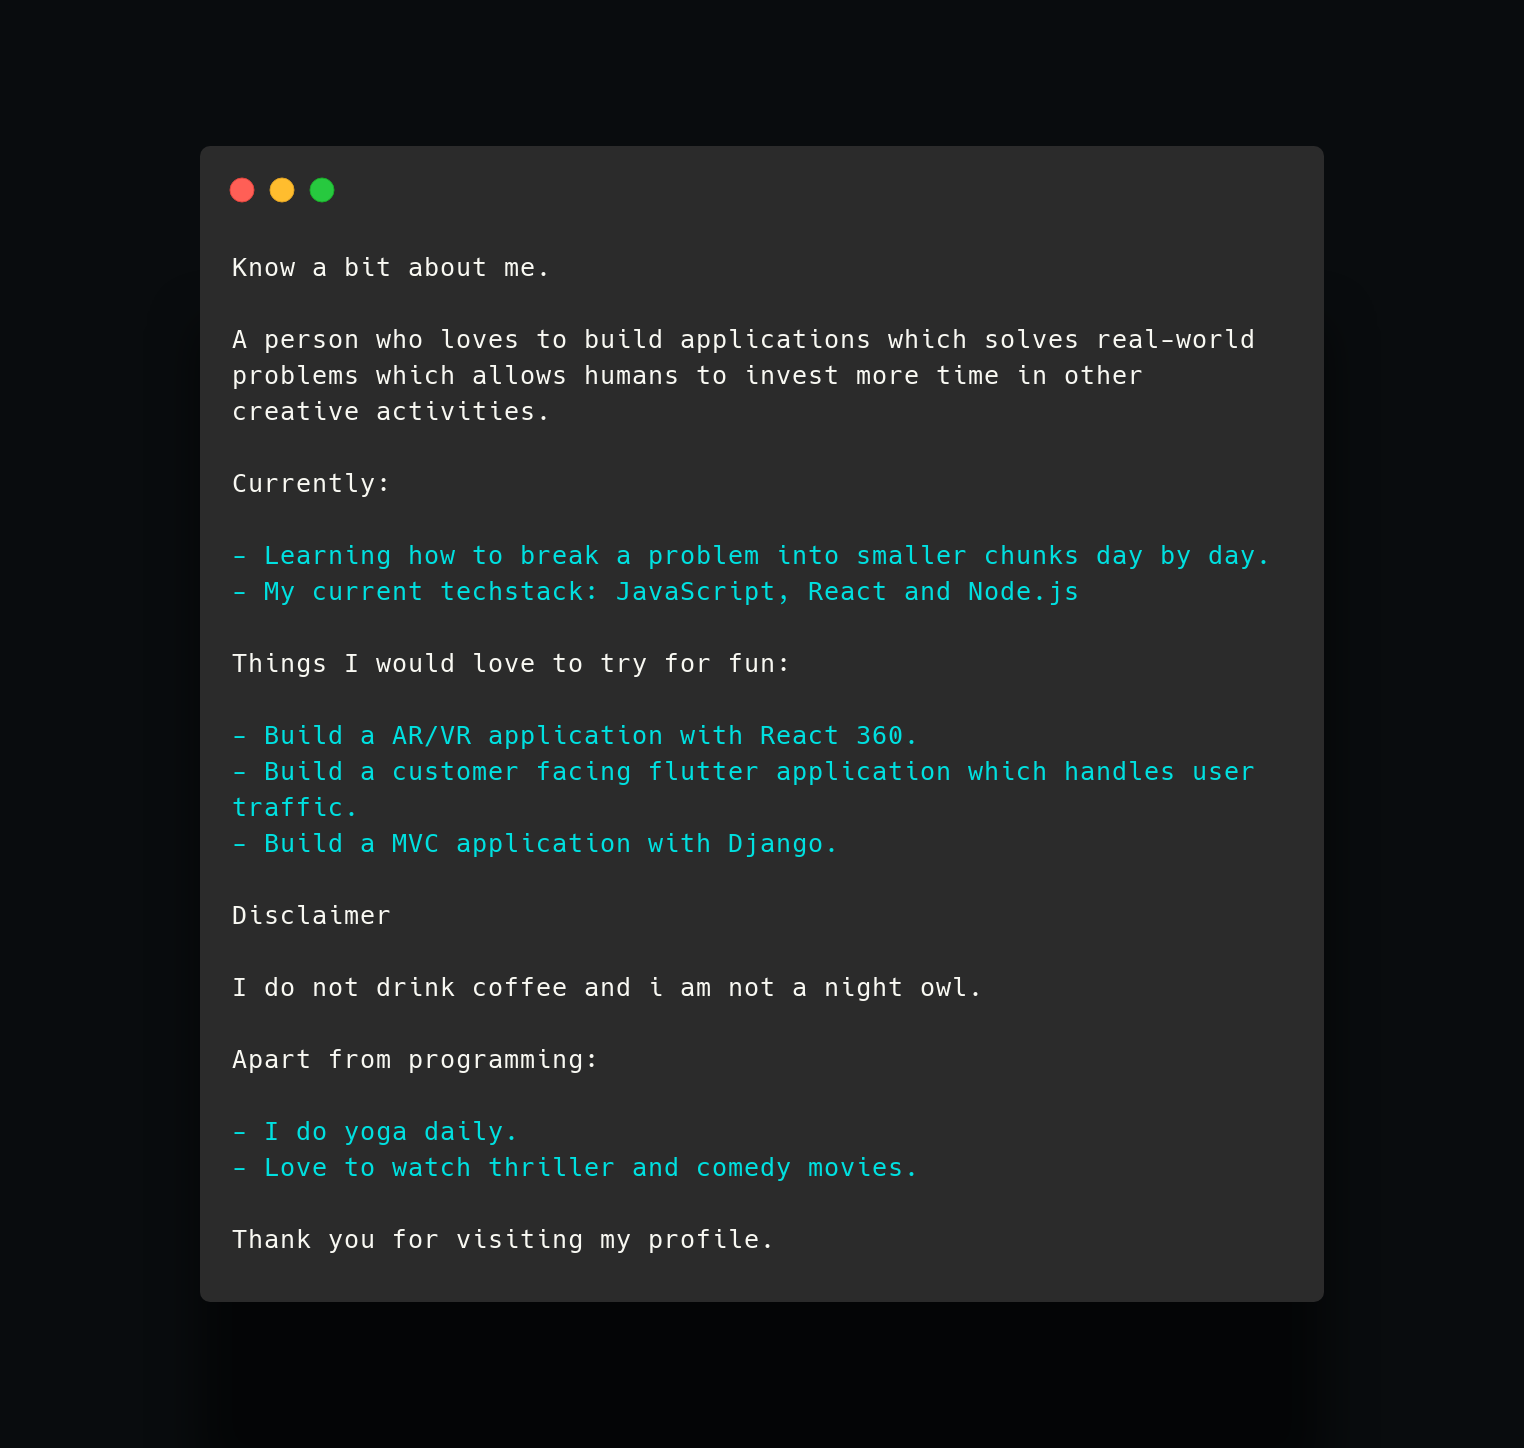 Know a bit about me.
A person who loves to build applications which solves real-world
problems which allows humans to invest more time in other
creative activities.
Currently:
- Learning how to break a problem into smaller chunks day by day.
- My current techstack: JavaScript, React and Node.js
Things I would love to try for fun:
- Build a AR/VR application with React 360.
- Build a customer facing flutter application which handles user
traffic.
- Build a MVC application with Django.
Disclaimer
I do not drink coffee and i am not a night owl.
Apart from programming:
- I do yoga daily.
- Love to watch thriller and comedy movies.
Thank you for visiting my profile.